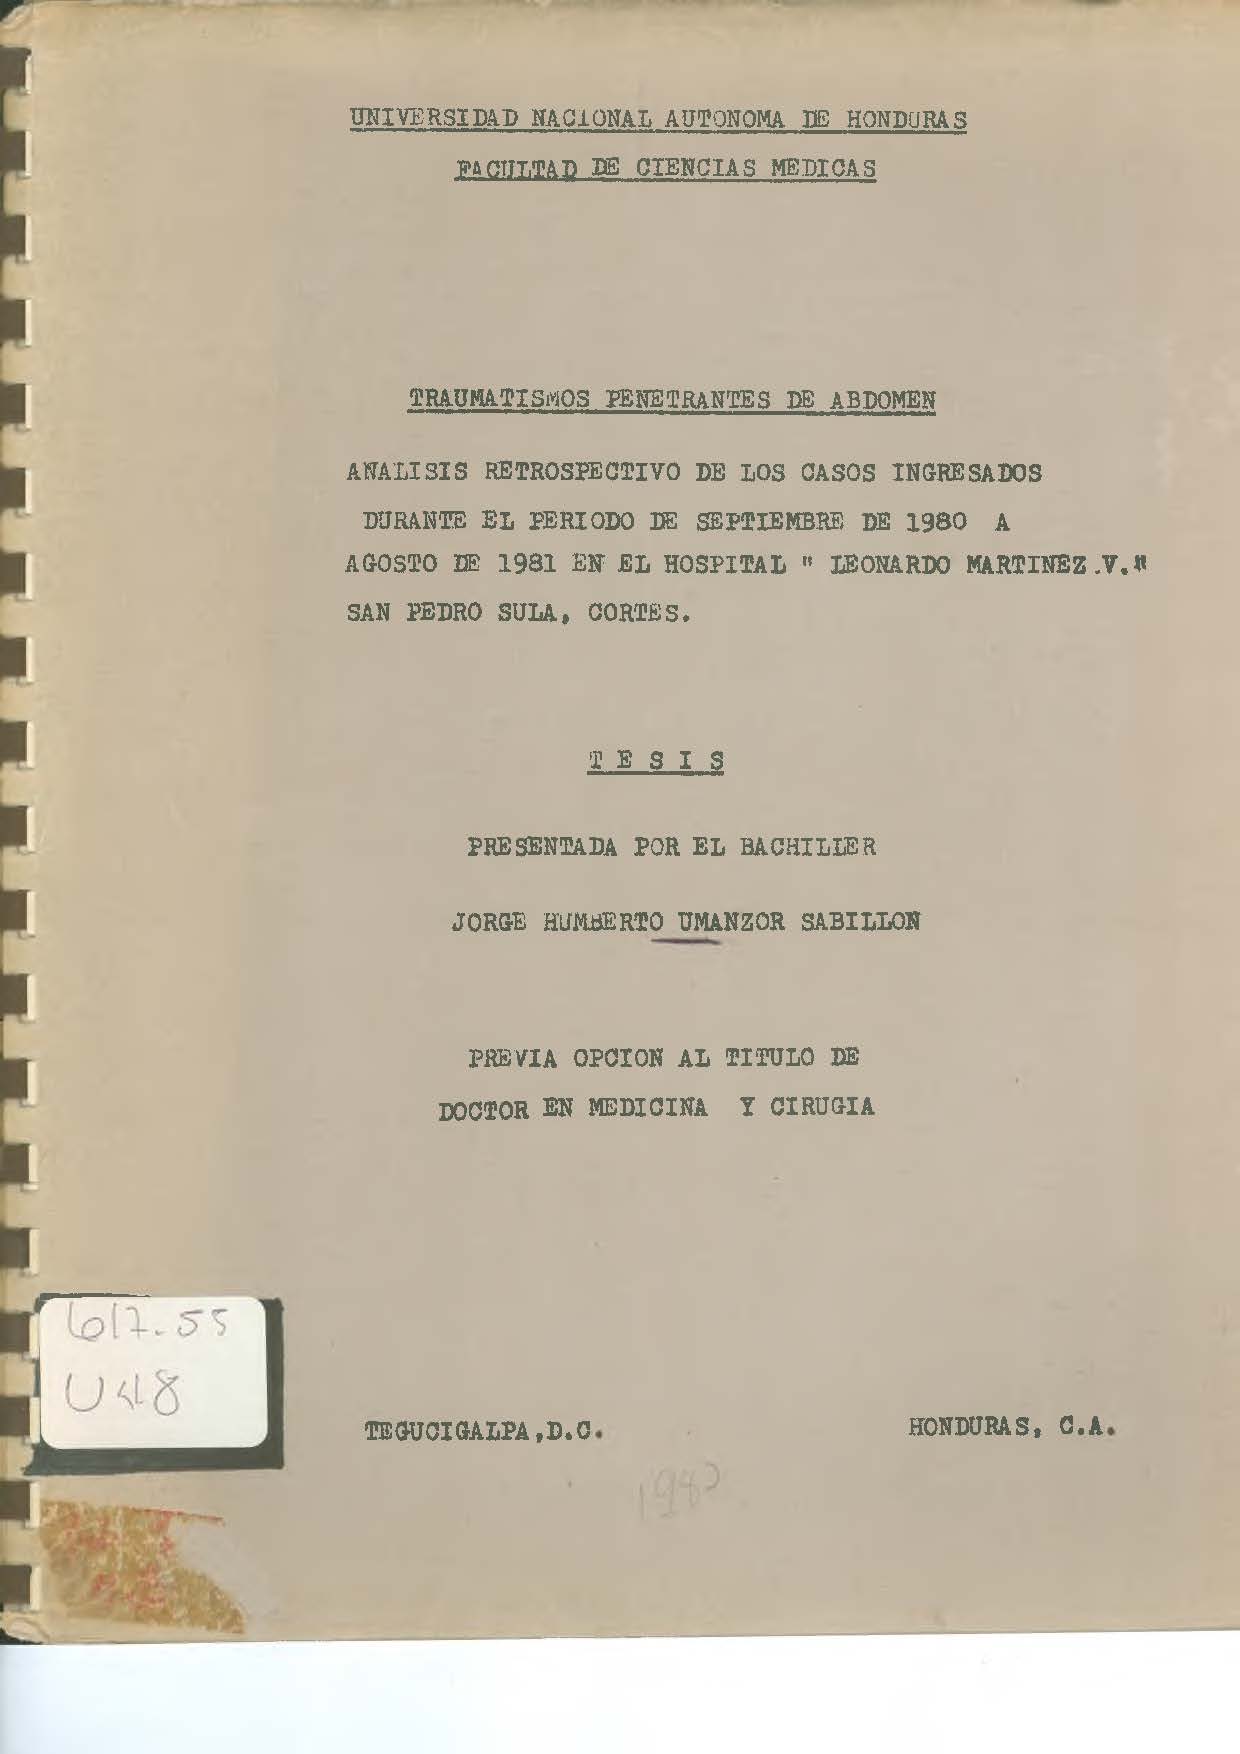 UNIVERSIDAD NACIONAL AUTONOMA DE HONDURAS
FACULTAD DE CIENCIAS MEDICAS
TRAUMATISMOS PENETRANTES DE ABDOMEN
ANALISIS RETROSPECTIVO DE LOS CASOS INGRESADOS
DURANTE EL PERIODO DE SEPTIEMBRE DE 1980 A
AGOSTO DE 1981 EN EL HOSPITAL " LEONARDO MARTINEZ .V."
SAN PEDRO SULA, CORTES.
T E S I S
PRESENTADA POR EL BACHILLER
JORGE HUMBERTO UMANZOR SABILLON
PREVIA OPCION AL TITULO DE
DOCTOR EN MEDICINA Y CIRUGIA
617.55
U48
TEGUCIGALPA,D.C. HONDURAS, C.A.
1982